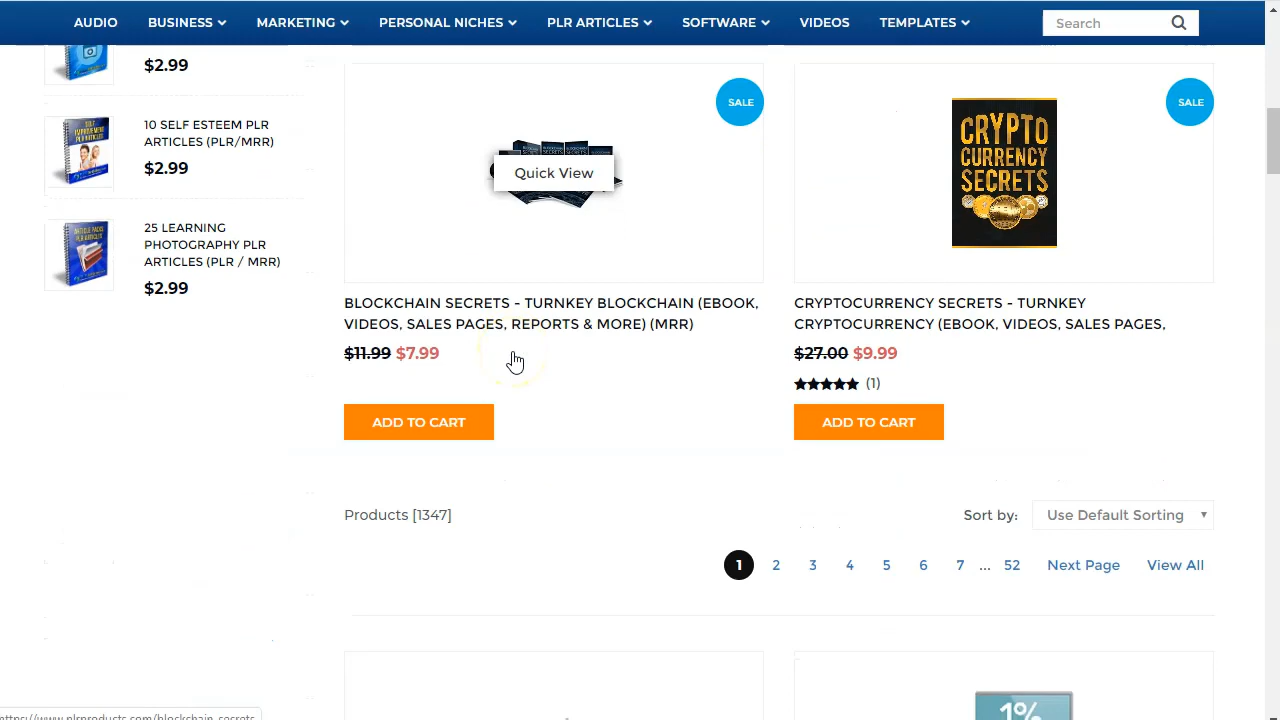 AUDIO BUSINESS MARKETING PERSONAL NICHES PLR ARTICLES SOFTWARE VIDEOS TEMPLATES Search
$2.99
10 SELF ESTEEM PLR
ARTICLES (PLR/MRR)
$2.99
25 LEARNING
PHOTOGRAPHY PLR
ARTICLES (PLR / MRR)
$2.99
SALE
Quick View
BLOCKCHAIN SECRETS - TURNKEY BLOCKCHAIN (EBOOK,
VIDEOS, SALES PAGES, REPORTS & MORE) (MRR)
$11.99 $7.99
ADD TO CART
SALE
CRYPTO
CURRENCY
SECRETS
CRYPTOCURRENCY SECRETS - TURNKEY
CRYPTOCURRENCY (EBOOK, VIDEOS, SALES PAGES,
$27.00 $9.99
(1)
ADD TO CART
Products [1347]
Sort by: Use Default Sorting
1 2 3 4 5 6 7 ... 52 Next Page View All
1%
https://www.plrproducts.com/blockchain-secrets